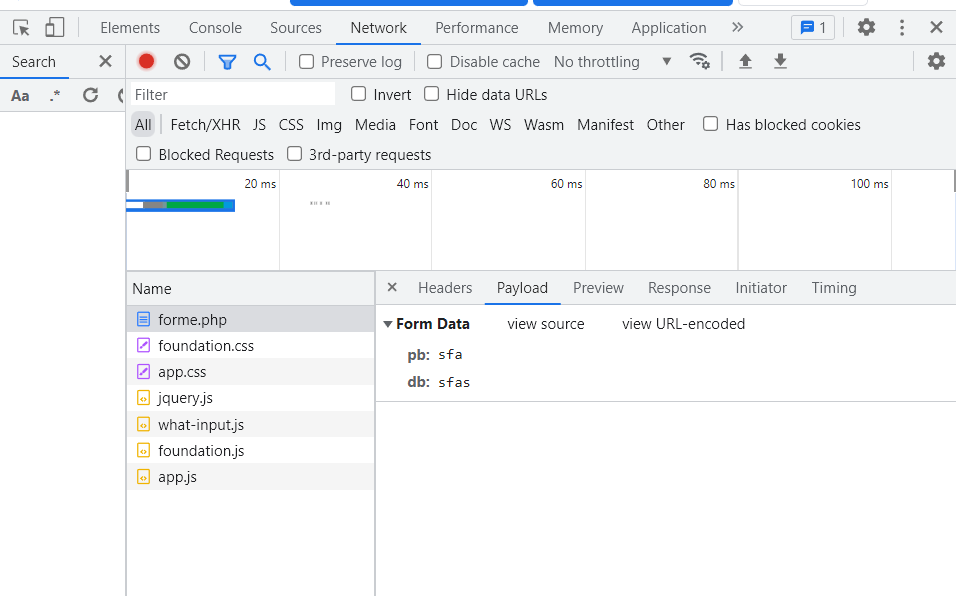 Elements Console Sources Network Performance Memory Application » 1
Search
Preserve log Disable cache No throttling
Aa .*
Filter Invert Hide data URLs
All Fetch/XHR JS CSS Img Media Font Doc WS Wasm Manifest Other Has blocked cookies
Blocked Requests 3rd-party requests
20 ms 40 ms 60 ms 80 ms 100 ms
Name
forme.php
foundation.css
app.css
jquery.js
what-input.js
foundation.js
app.js
Headers Payload Preview Response Initiator Timing
Form Data view source view URL-encoded
pb: sfa
db: sfas